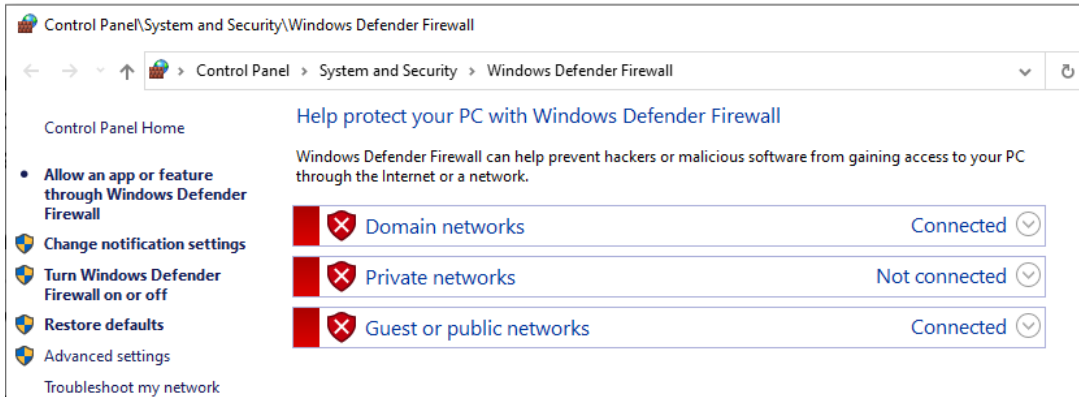 Control Panel\System and Security\Windows Defender Firewall
Control Panel > System and Security > Windows Defender Firewall
Control Panel Home
Allow an app or feature
through Windows Defender
Firewall
Change notification settings
Turn Windows Defender
Firewall on or off
Restore defaults
Advanced settings
Troubleshoot my network
Help protect your PC with Windows Defender Firewall
Windows Defender Firewall can help prevent hackers or malicious software from gaining access to your PC
through the Internet or a network.
Domain networks Connected
Private networks Not connected
Guest or public networks Connected